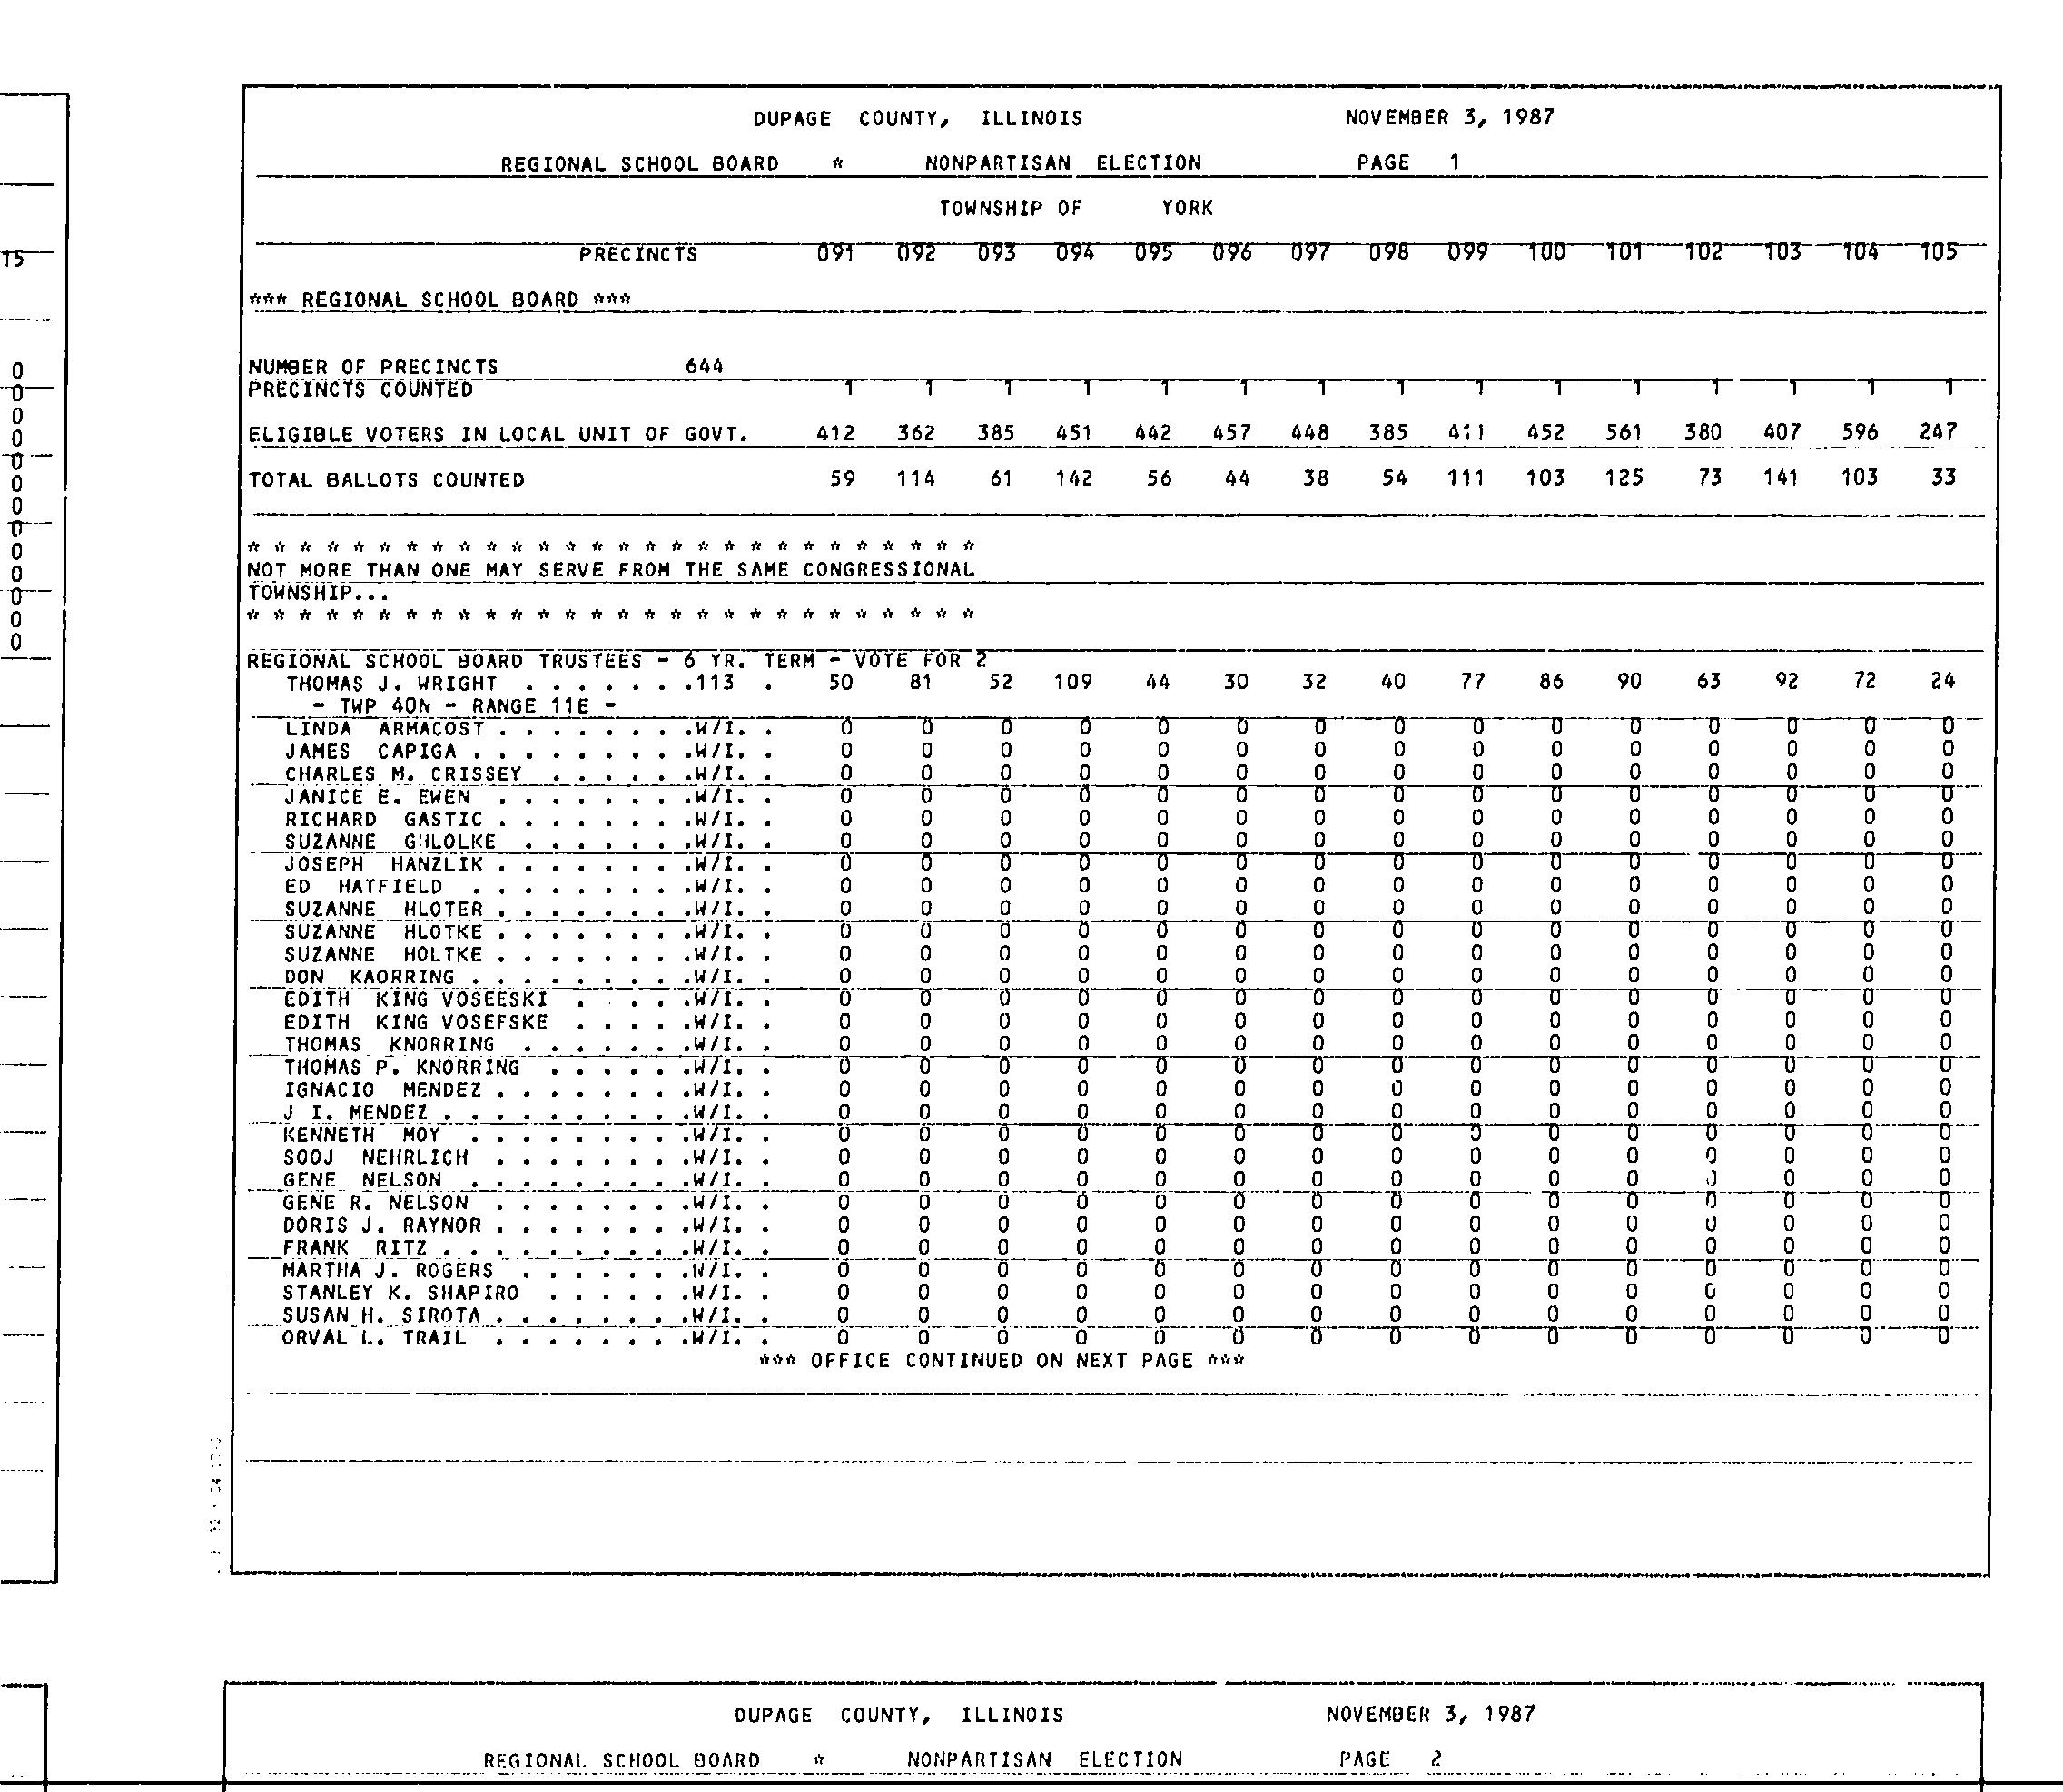 DUPAGE COUNTY, ILLINOIS NOVEMBER 3, 1987
REGIONAL SCHOOL BOARD * NONPARTISAN ELECTION PAGE 1
TOWNSHIP OF YORK
15
PRECINCTS 091 092 093 094 095 096 097 098 099 100 101 102 103 104 105
*** REGIONAL SCHOOL BOARD ***
0
0
0
0
0
0
0
0
0
0
0
0
0
NUMBER OF PRECINCTS 644
PRECINCTS COUNTED 1 1 1 1 1 1 1 1 1 1 1 1 1 1 1
ELIGIBLE VOTERS IN LOCAL UNIT OF GOVT. 412 362 385 451 442 457 448 385 411 452 561 380 407 596 247
TOTAL BALLOTS COUNTED 59 114 61 142 56 44 38 54 111 103 125 73 141 103 33
* * * * * * * * * * * * * * * * * * * * * * * * * * * *
NOT MORE THAN ONE MAY SERVE FROM THE SAME CONGRESSIONAL
TOWNSHIP...
* * * * * * * * * * * * * * * * * * * * * * * * * * * *
REGIONAL SCHOOL BOARD TRUSTEES - 6 YR. TERM - VOTE FOR 2
THOMAS J. WRIGHT . . . . . . .113 . 50 81 52 109 44 30 32 40 77 86 90 63 92 72 24
- TWP 40N - RANGE 11E -
LINDA ARMACOST . . . . . . . .W/I. . 0 0 0 0 0 0 0 0 0 0 0 0 0 0 0
JAMES CAPIGA . . . . . . . . .W/I. . 0 0 0 0 0 0 0 0 0 0 0 0 0 0 0
CHARLES M. CRISSEY . . . . . .W/I. . 0 0 0 0 0 0 0 0 0 0 0 0 0 0 0
JANICE E. EWEN . . . . . . . .W/I. . 0 0 0 0 0 0 0 0 0 0 0 0 0 0 0
RICHARD GASTIC . . . . . . . .W/I. . 0 0 0 0 0 0 0 0 0 0 0 0 0 0 0
SUZANNE GHLOLKE . . . . . . .W/I. . 0 0 0 0 0 0 0 0 0 0 0 0 0 0 0
JOSEPH HANZLIK . . . . . . . .W/I. . 0 0 0 0 0 0 0 0 0 0 0 0 0 0 0
ED HATFIELD . . . . . . . . .W/I. . 0 0 0 0 0 0 0 0 0 0 0 0 0 0 0
SUZANNE HLOTER . . . . . . . .W/I. . 0 0 0 0 0 0 0 0 0 0 0 0 0 0 0
SUZANNE HLOTKE . . . . . . . .W/I. . 0 0 0 0 0 0 0 0 0 0 0 0 0 0 0
SUZANNE HOLTKE . . . . . . . .W/I. . 0 0 0 0 0 0 0 0 0 0 0 0 0 0 0
DON KAORRING . . . . . . . . .W/I. . 0 0 0 0 0 0 0 0 0 0 0 0 0 0 0
EDITH KING VOSEESKI . . . . .W/I. . 0 0 0 0 0 0 0 0 0 0 0 0 0 0 0
EDITH KING VOSEFSKE . . . . .W/I. . 0 0 0 0 0 0 0 0 0 0 0 0 0 0 0
THOMAS KNORRING . . . . . . .W/I. . 0 0 0 0 0 0 0 0 0 0 0 0 0 0 0
THOMAS P. KNORRING . . . . . .W/I. . 0 0 0 0 0 0 0 0 0 0 0 0 0 0 0
IGNACIO MENDEZ . . . . . . . .W/I. . 0 0 0 0 0 0 0 0 0 0 0 0 0 0 0
J I. MENDEZ . . . . . . . . . .W/I. . 0 0 0 0 0 0 0 0 0 0 0 0 0 0 0
KENNETH MOY . . . . . . . . .W/I. . 0 0 0 0 0 0 0 0 0 0 0 0 0 0 0
SOOJ NEHRLICH . . . . . . . .W/I. . 0 0 0 0 0 0 0 0 0 0 0 0 0 0 0
GENE NELSON . . . . . . . . .W/I. . 0 0 0 0 0 0 0 0 0 0 0 0 0 0 0
GENE R. NELSON . . . . . . . .W/I. . 0 0 0 0 0 0 0 0 0 0 0 0 0 0 0
DORIS J. RAYNOR . . . . . . . .W/I. . 0 0 0 0 0 0 0 0 0 0 0 0 0 0 0
FRANK RITZ . . . . . . . . . .W/I. . 0 0 0 0 0 0 0 0 0 0 0 0 0 0 0
MARTHA J. ROGERS . . . . . . .W/I. . 0 0 0 0 0 0 0 0 0 0 0 0 0 0 0
STANLEY K. SHAPIRO . . . . . .W/I. . 0 0 0 0 0 0 0 0 0 0 0 0 0 0 0
SUSAN H. SIROTA . . . . . . . .W/I. . 0 0 0 0 0 0 0 0 0 0 0 0 0 0 0
ORVAL L. TRAIL . . . . . . . .W/I. . 0 0 0 0 0 0 0 0 0 0 0 0 0 0 0
*** OFFICE CONTINUED ON NEXT PAGE ***
DUPAGE COUNTY, ILLINOIS NOVEMBER 3, 1987
REGIONAL SCHOOL BOARD * NONPARTISAN ELECTION PAGE 2